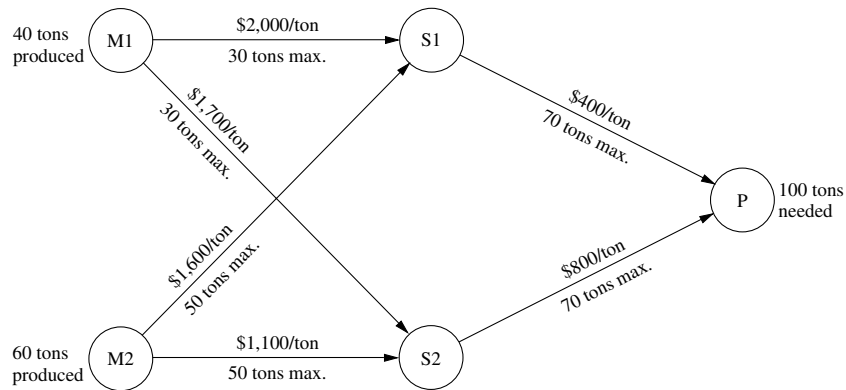 40 tons
produced
M1
$2,000/ton
30 tons max.
S1
$1,700/ton
30 tons max.
$400/ton
70 tons max.
P
100 tons
needed
$1,600/ton
50 tons max.
$800/ton
70 tons max.
60 tons
produced
M2
$1,100/ton
50 tons max.
S2